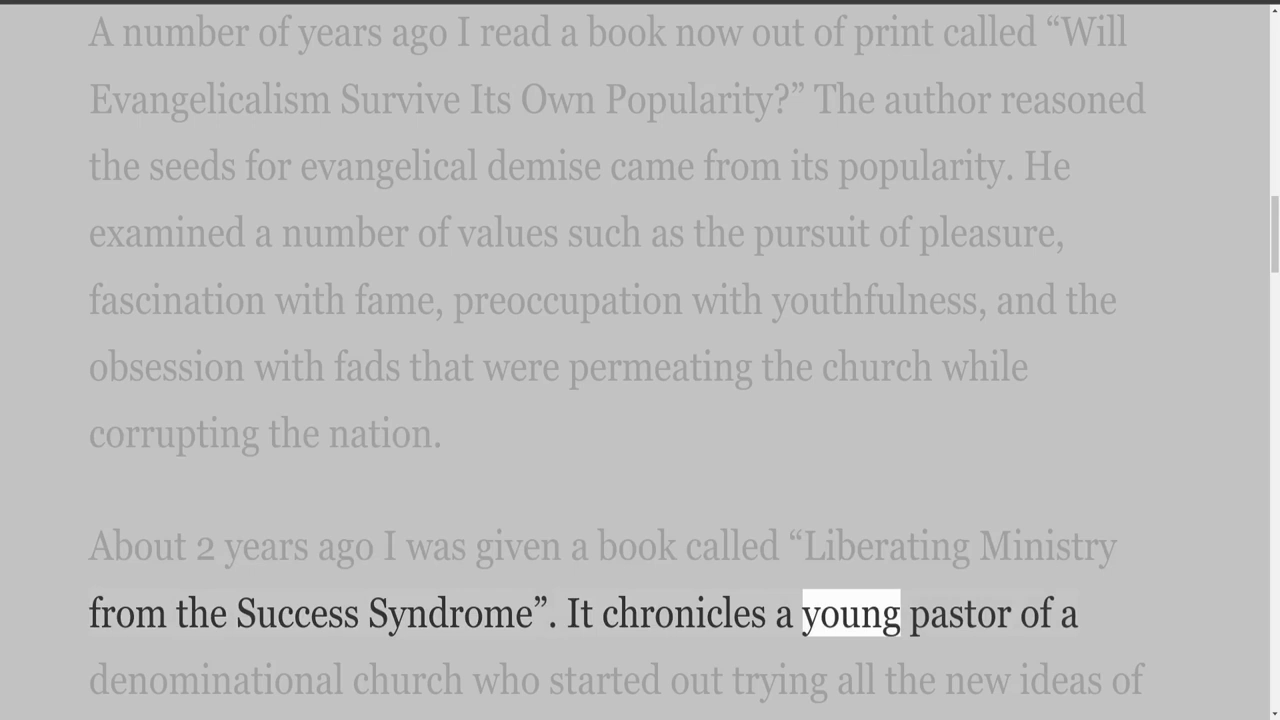 A number of years ago I read a book now out of print called “Will
Evangelicalism Survive Its Own Popularity?” The author reasoned
the seeds for evangelical demise came from its popularity. He
examined a number of values such as the pursuit of pleasure,
fascination with fame, preoccupation with youthfulness, and the
obsession with fads that were permeating the church while
corrupting the nation.
About 2 years ago I was given a book called “Liberating Ministry
from the Success Syndrome”. It chronicles a young pastor of a
denominational church who started out trying all the new ideas of